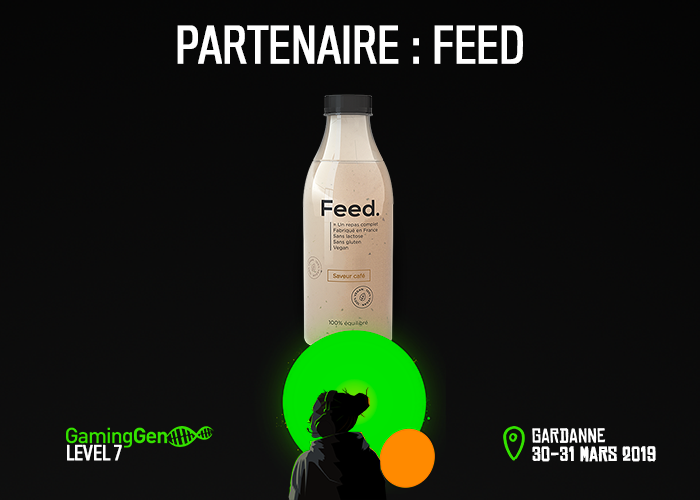 PARTENAIRE : FEED
Feed.
» Un repas complet
Fabriqué en France
Sans lactose
Sans gluten
Vegan
Saveur café
100% équilibré
GamingGen
LEVEL 7
GARDANNE
30-31 MARS 2019